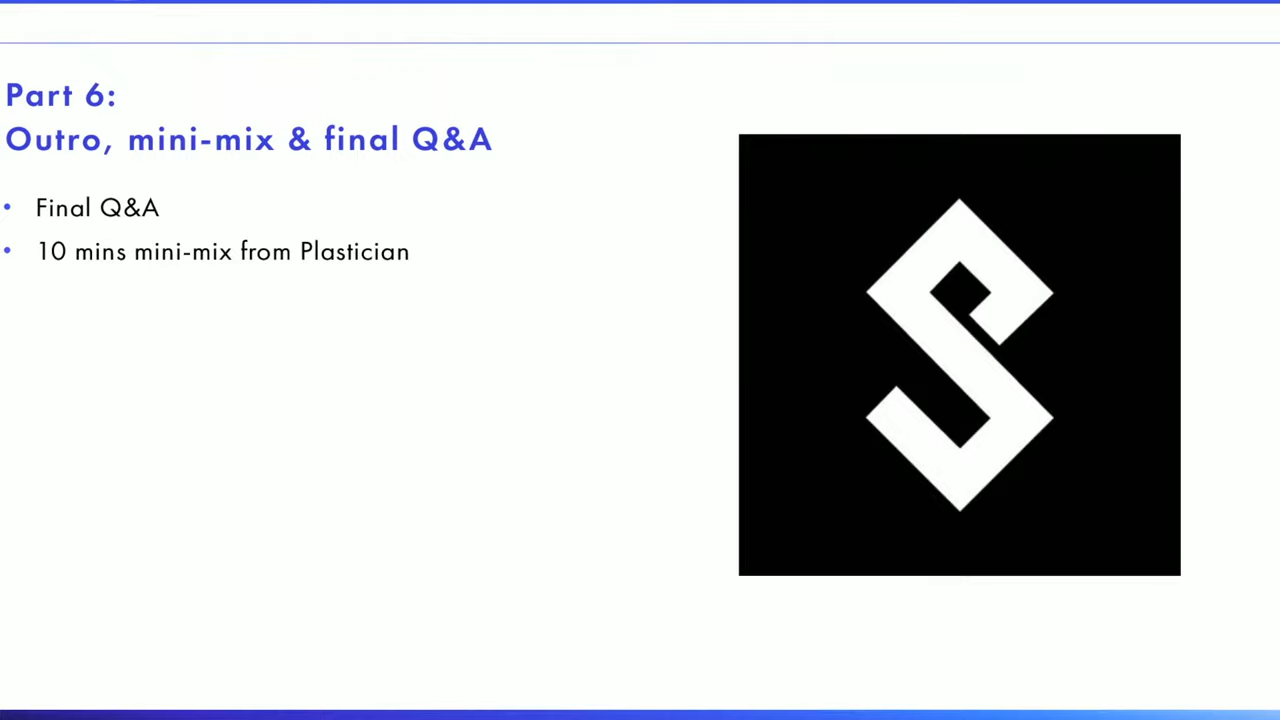 Part 6:
Outro, mini-mix & final Q&A
• Final Q&A
• 10 mins mini-mix from Plastician